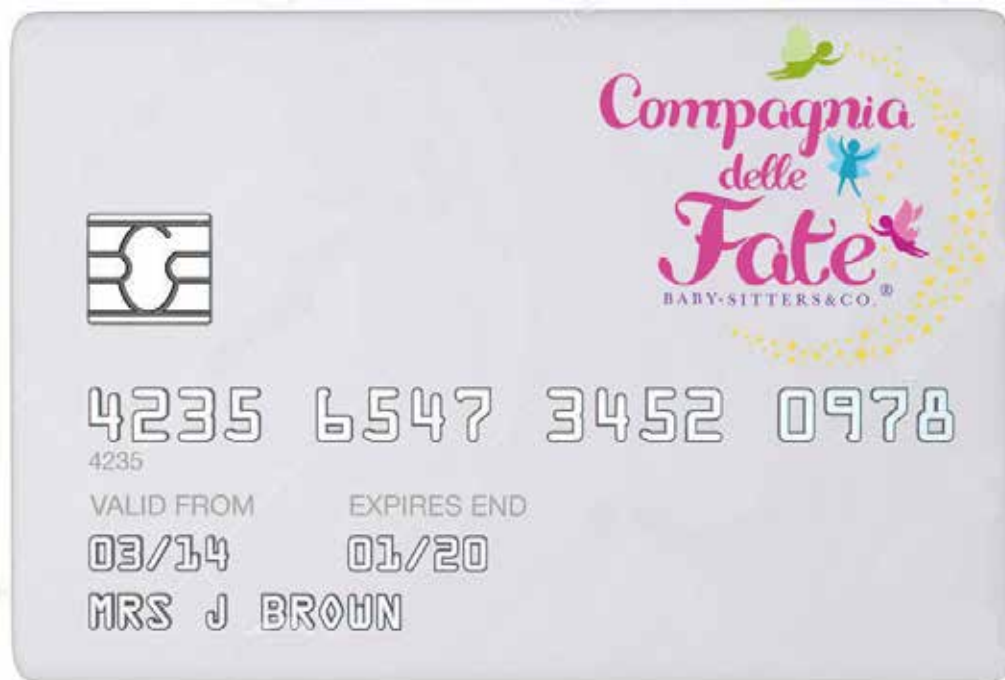 Compagnia
delle
Fate
BABY-SITTERS&CO.®
4235 6547 3452 0978
4235
VALID FROM EXPIRES END
03/14 01/20
MRS J BROWN